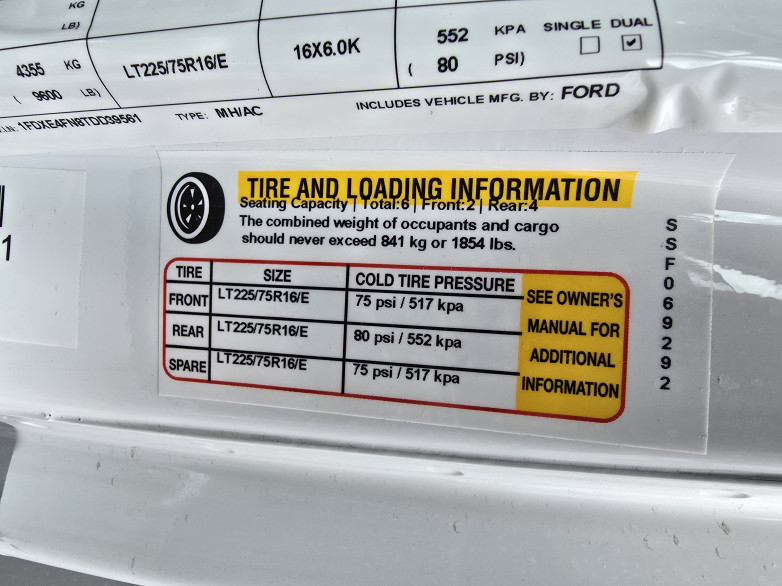 KG
LB)
4355 KG LT225/75R16/E 16X6.0K 552 KPA SINGLE DUAL
( 9600 LB) ( 80 PSI)
1FDXE4FN8TDD39561 TYPE: MH/AC INCLUDES VEHICLE MFG. BY: FORD
1
TIRE AND LOADING INFORMATION
Seating Capacity | Total:6 | Front:2 | Rear:4
The combined weight of occupants and cargo
should never exceed 841 kg or 1854 lbs.
TIRE SIZE COLD TIRE PRESSURE
FRONT LT225/75R16/E 75 psi / 517 kpa
REAR LT225/75R16/E 80 psi / 552 kpa
SPARE LT225/75R16/E 75 psi / 517 kpa
SEE OWNER'S
MANUAL FOR
ADDITIONAL
INFORMATION
SSF069292